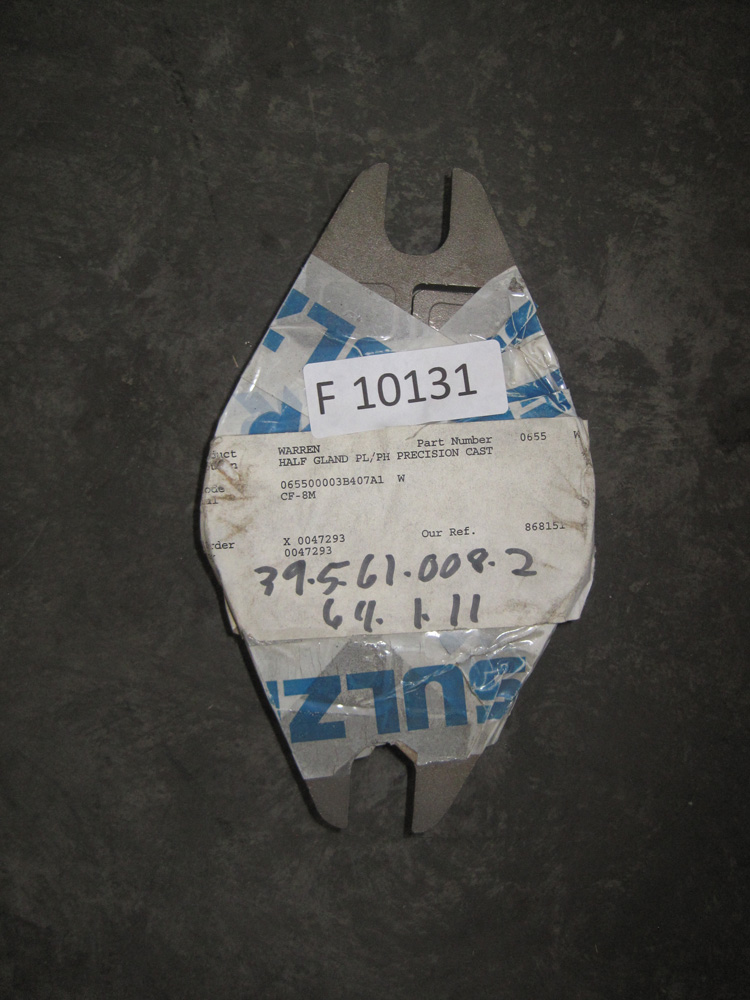 F 10131
WARREN Part Number 0655 W
HALF GLAND PL/PH PRECISION CAST
065500003B407A1 W
CF-8M
X 0047293 Our Ref. 868151
0047293
39.561.008.2
64. 1.11
SULZ